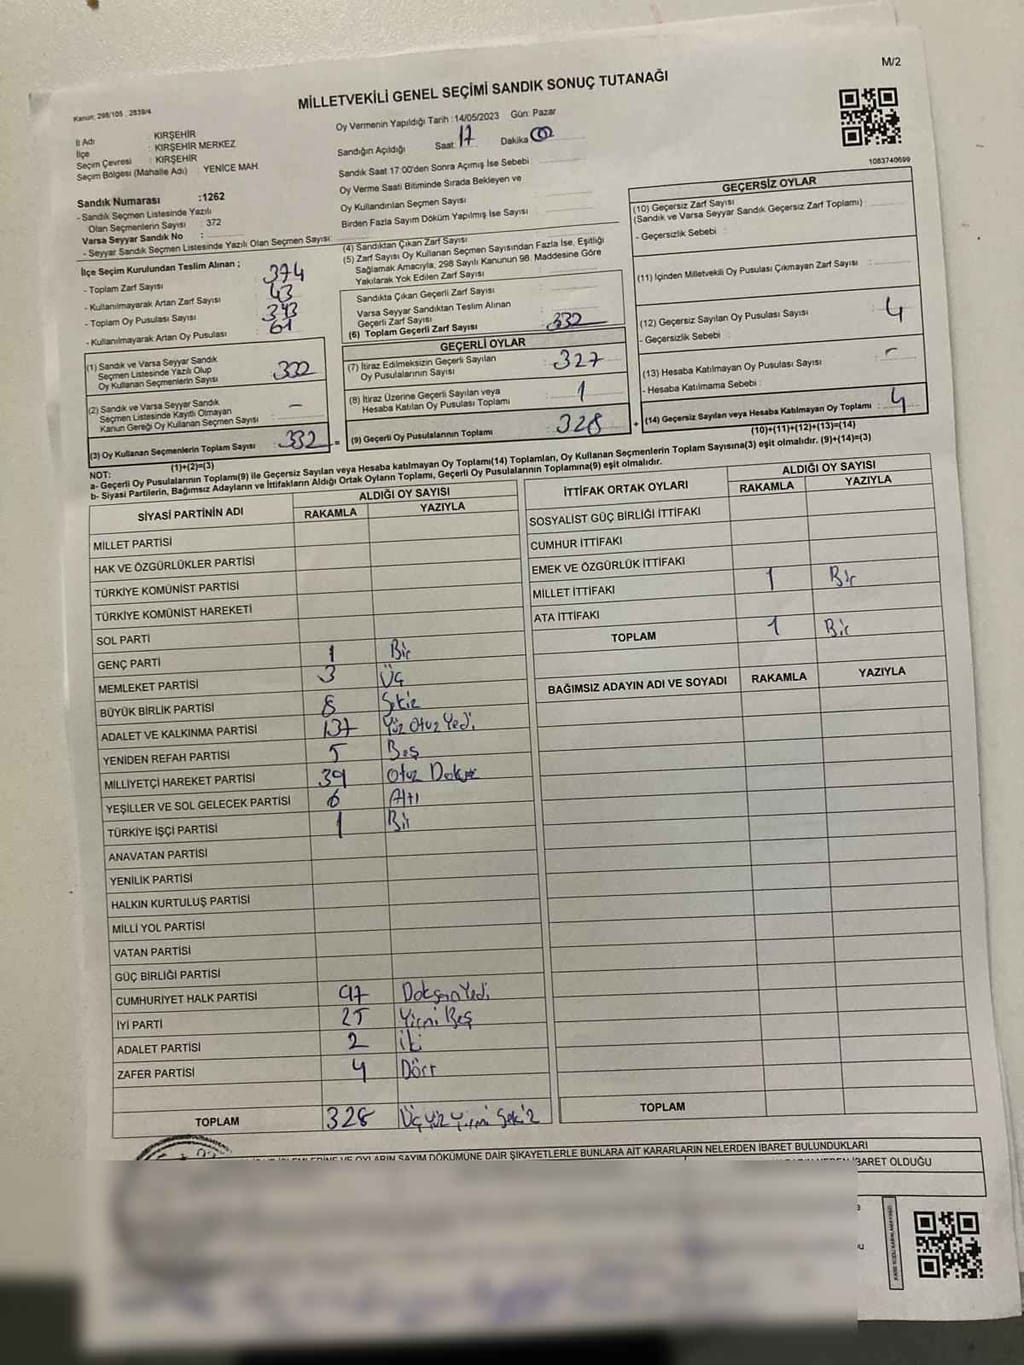 M/2
Kanun: 298/105 , 2839/4
MİLLETVEKİLİ GENEL SEÇİMİ SANDIK SONUÇ TUTANAĞI
İl Adı : KIRŞEHİR
İlçe : KIRŞEHİR MERKEZ
Seçim Çevresi : KIRŞEHİR
Seçim Bölgesi (Mahalle Adı) : YENİCE MAH
Sandık Numarası :1262
- Sandık Seçmen Listesinde Yazılı
Olan Seçmenlerin Sayısı : 372
Varsa Seyyar Sandık No :
- Seyyar Sandık Seçmen Listesinde Yazılı Olan Seçmen Sayısı:
İlçe Seçim Kurulundan Teslim Alınan ;
- Toplam Zarf Sayısı : 374
- Kullanılmayarak Artan Zarf Sayısı : 43
- Toplam Oy Pusulası Sayısı : 393
- Kullanılmayarak Artan Oy Pusulası : 61
(1) Sandık ve Varsa Seyyar Sandık
Seçmen Listesinde Yazılı Olup
Oy Kullanan Seçmenlerin Sayısı : 332
(2) Sandık ve Varsa Seyyar Sandık
Seçmen Listesinde Kayıtlı Olmayan
Kanun Gereği Oy Kullanan Seçmen Sayısı : -
(3) Oy Kullanan Seçmenlerin Toplam Sayısı : 332 =
(1)+(2)=(3)
Oy Vermenin Yapıldığı Tarih :14/05/2023 Gün: Pazar
Sandığın Açıldığı Saat: 17 Dakika 00
Sandık Saat 17:00'den Sonra Açılmış İse Sebebi
Oy Verme Saati Bitiminde Sırada Bekleyen ve
Oy Kullandırılan Seçmen Sayısı :
Birden Fazla Sayım Döküm Yapılmış İse Sayısı :
(4) Sandıktan Çıkan Zarf Sayısı
(5) Zarf Sayısı Oy Kullanan Seçmen Sayısından Fazla İse, Eşitliği
Sağlamak Amacıyla, 298 Sayılı Kanunun 98. Maddesine Göre
Yakılarak Yok Edilen Zarf Sayısı :
Sandıkta Çıkan Geçerli Zarf Sayısı :
Varsa Seyyar Sandıktan Teslim Alınan
Geçerli Zarf Sayısı :
(6) Toplam Geçerli Zarf Sayısı : 332
GEÇERLİ OYLAR
(7) İtiraz Edilmeksizin Geçerli Sayılan
Oy Pusulalarının Sayısı : 327
(8) İtiraz Üzerine Geçerli Sayılan veya
Hesaba Katılan Oy Pusulası Toplamı : 1
(9) Geçerli Oy Pusulalarının Toplamı : 328 +
1083740699
GEÇERSİZ OYLAR
(10) Geçersiz Zarf Sayısı
(Sandık ve Varsa Seyyar Sandık Geçersiz Zarf Toplamı) :
- Geçersizlik Sebebi :
(11) İçinden Milletvekili Oy Pusulası Çıkmayan Zarf Sayısı :
(12) Geçersiz Sayılan Oy Pusulası Sayısı : 4
- Geçersizlik Sebebi :
(13) Hesaba Katılmayan Oy Pusulası Sayısı : -
- Hesaba Katılmama Sebebi :
(14) Geçersiz Sayılan veya Hesaba Katılmayan Oy Toplamı : 4
(10)+(11)+(12)+(13)=(14)
NOT:
a- Geçerli Oy Pusulalarının Toplamı(9) ile Geçersiz Sayılan veya Hesaba katılmayan Oy Toplamı(14) Toplamları, Oy Kullanan Seçmenlerin Toplam Sayısına(3) eşit olmalıdır. (9)+(14)=(3)
b- Siyasi Partilerin, Bağımsız Adayların ve İttifakların Aldığı Ortak Oyların Toplamı, Geçerli Oy Pusulalarının Toplamına(9) eşit olmalıdır.
SİYASİ PARTİNİN ADI ALDIĞI OY SAYISI
RAKAMLA YAZIYLA
MİLLET PARTİSİ
HAK VE ÖZGÜRLÜKLER PARTİSİ
TÜRKİYE KOMÜNİST PARTİSİ
TÜRKİYE KOMÜNİST HAREKETİ
SOL PARTİ
GENÇ PARTİ 1 Bir
MEMLEKET PARTİSİ 3 Üç
BÜYÜK BİRLİK PARTİSİ 8 Sekiz
ADALET VE KALKINMA PARTİSİ 137 Yüz Otuz Yedi
YENİDEN REFAH PARTİSİ 5 Beş
MİLLİYETÇİ HAREKET PARTİSİ 39 Otuz Dokuz
YEŞİLLER VE SOL GELECEK PARTİSİ 6 Altı
TÜRKİYE İŞÇİ PARTİSİ 1 Bir
ANAVATAN PARTİSİ
YENİLİK PARTİSİ
HALKIN KURTULUŞ PARTİSİ
MİLLİ YOL PARTİSİ
VATAN PARTİSİ
GÜÇ BİRLİĞİ PARTİSİ
CUMHURİYET HALK PARTİSİ 97 Doksan Yedi
İYİ PARTİ 25 Yirmi Beş
ADALET PARTİSİ 2 İki
ZAFER PARTİSİ 4 Dört
TOPLAM 328 Üç Yüz Yirmi Sekiz
İTTİFAK ORTAK OYLARI ALDIĞI OY SAYISI
RAKAMLA YAZIYLA
SOSYALİST GÜÇ BİRLİĞİ İTTİFAKI
CUMHUR İTTİFAKI
EMEK VE ÖZGÜRLÜK İTTİFAKI
MİLLET İTTİFAKI 1 Bir
ATA İTTİFAKI
TOPLAM 1 Bir
BAĞIMSIZ ADAYIN ADI VE SOYADI RAKAMLA YAZIYLA
TOPLAM
İŞLEMLERİNE VE OYLARIN SAYIM DÖKÜMÜNE DAİR ŞİKAYETLERLE BUNLARA AİT KARARLARIN NELERDEN İBARET BULUNDUKLARI
İBARET OLDUĞU